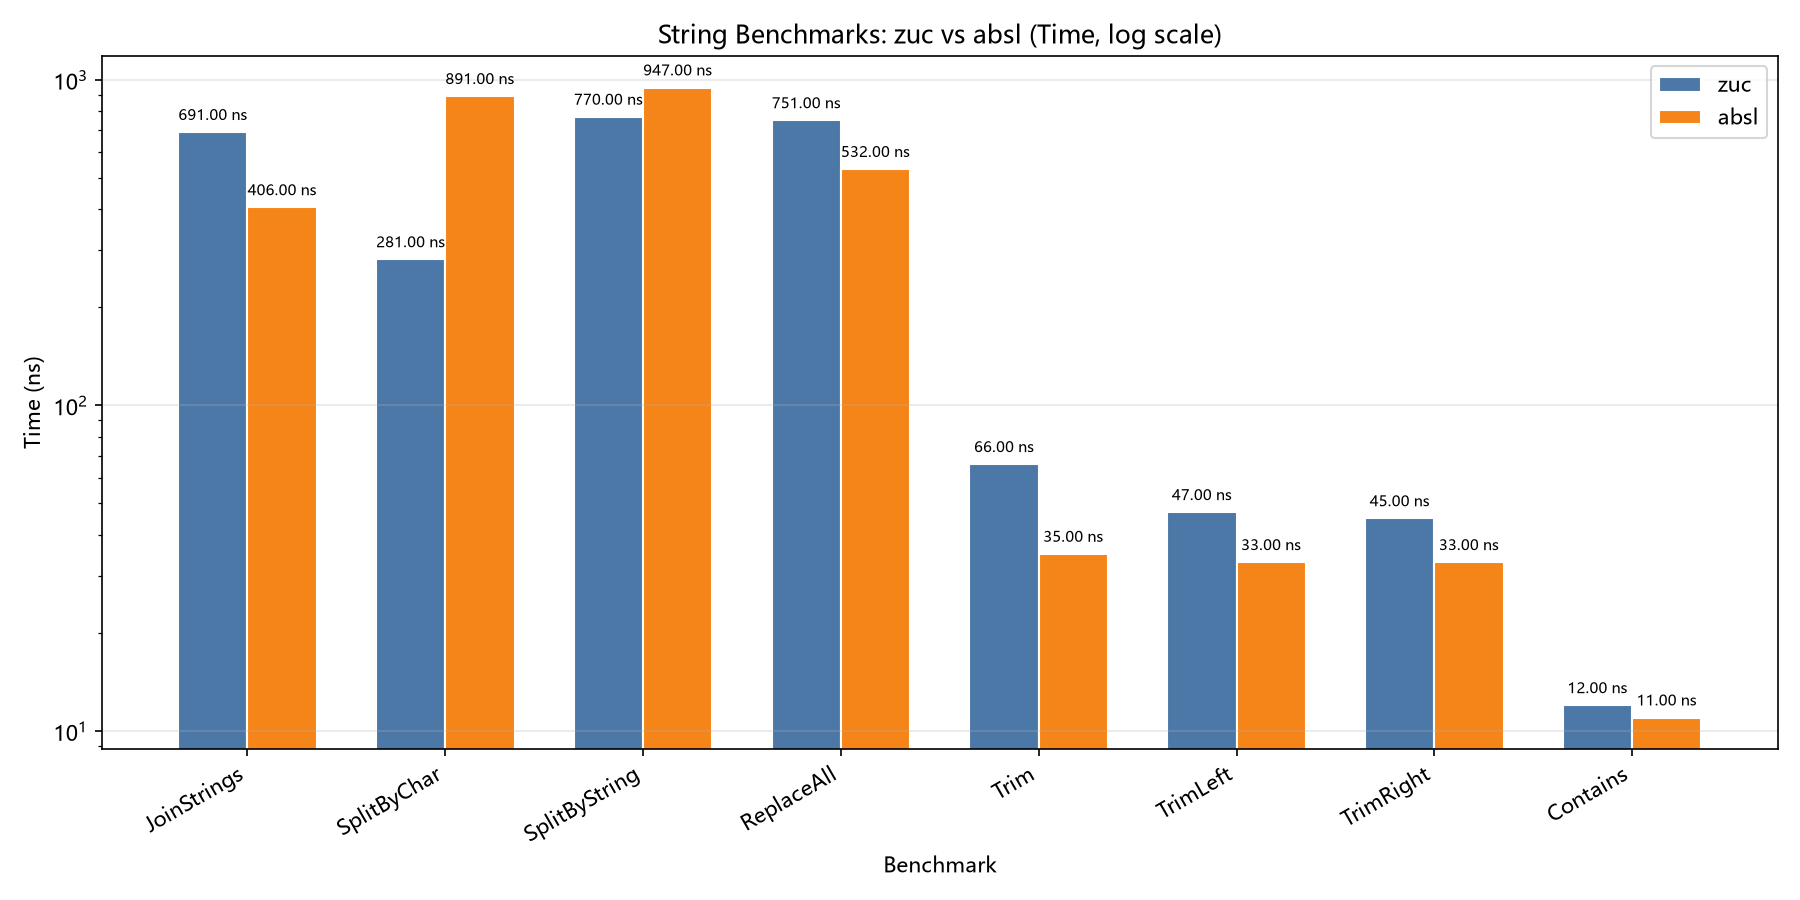 String Benchmarks: zuc vs absl (Time, log scale)
zuc
absl
Time (ns)
10³
10²
10¹
691.00 ns
406.00 ns
281.00 ns
891.00 ns
770.00 ns
947.00 ns
751.00 ns
532.00 ns
66.00 ns
35.00 ns
47.00 ns
33.00 ns
45.00 ns
33.00 ns
12.00 ns
11.00 ns
JoinStrings
SplitByChar
SplitByString
ReplaceAll
Trim
TrimLeft
TrimRight
Contains
Benchmark